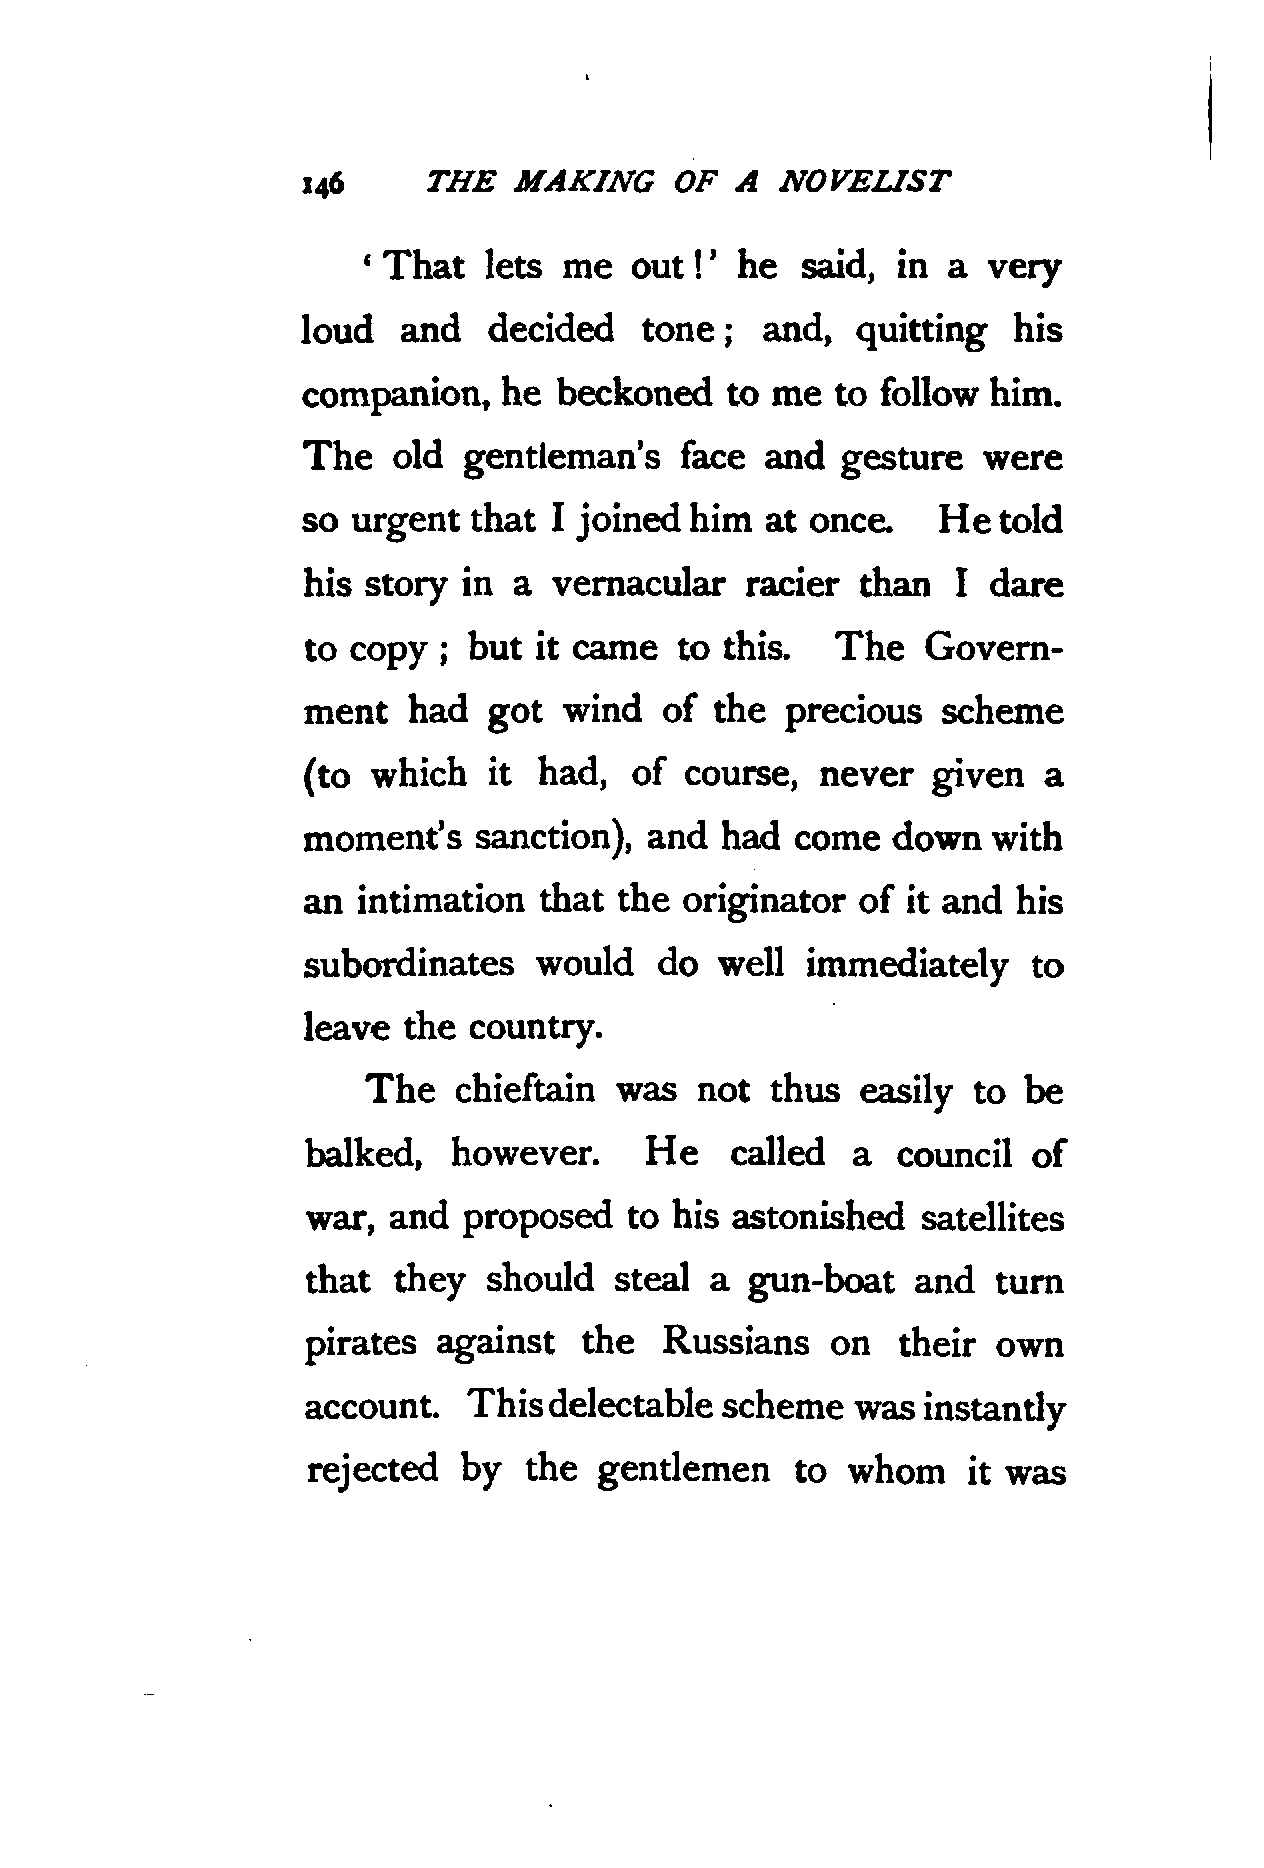 146 THE MAKING OF A NOVELIST
‘That lets me out!’ he said, in a very
loud and decided tone; and, quitting his
companion, he beckoned to me to follow him.
The old gentleman's face and gesture were
so urgent that I joined him at once. He told
his story in a vernacular racier than I dare
to copy; but it came to this. The Govern-
ment had got wind of the precious scheme
(to which it had, of course, never given a
moment's sanction), and had come down with
an intimation that the originator of it and his
subordinates would do well immediately to
leave the country.
The chieftain was not thus easily to be
balked, however. He called a council of
war, and proposed to his astonished satellites
that they should steal a gun-boat and turn
pirates against the Russians on their own
account. This delectable scheme was instantly
rejected by the gentlemen to whom it was